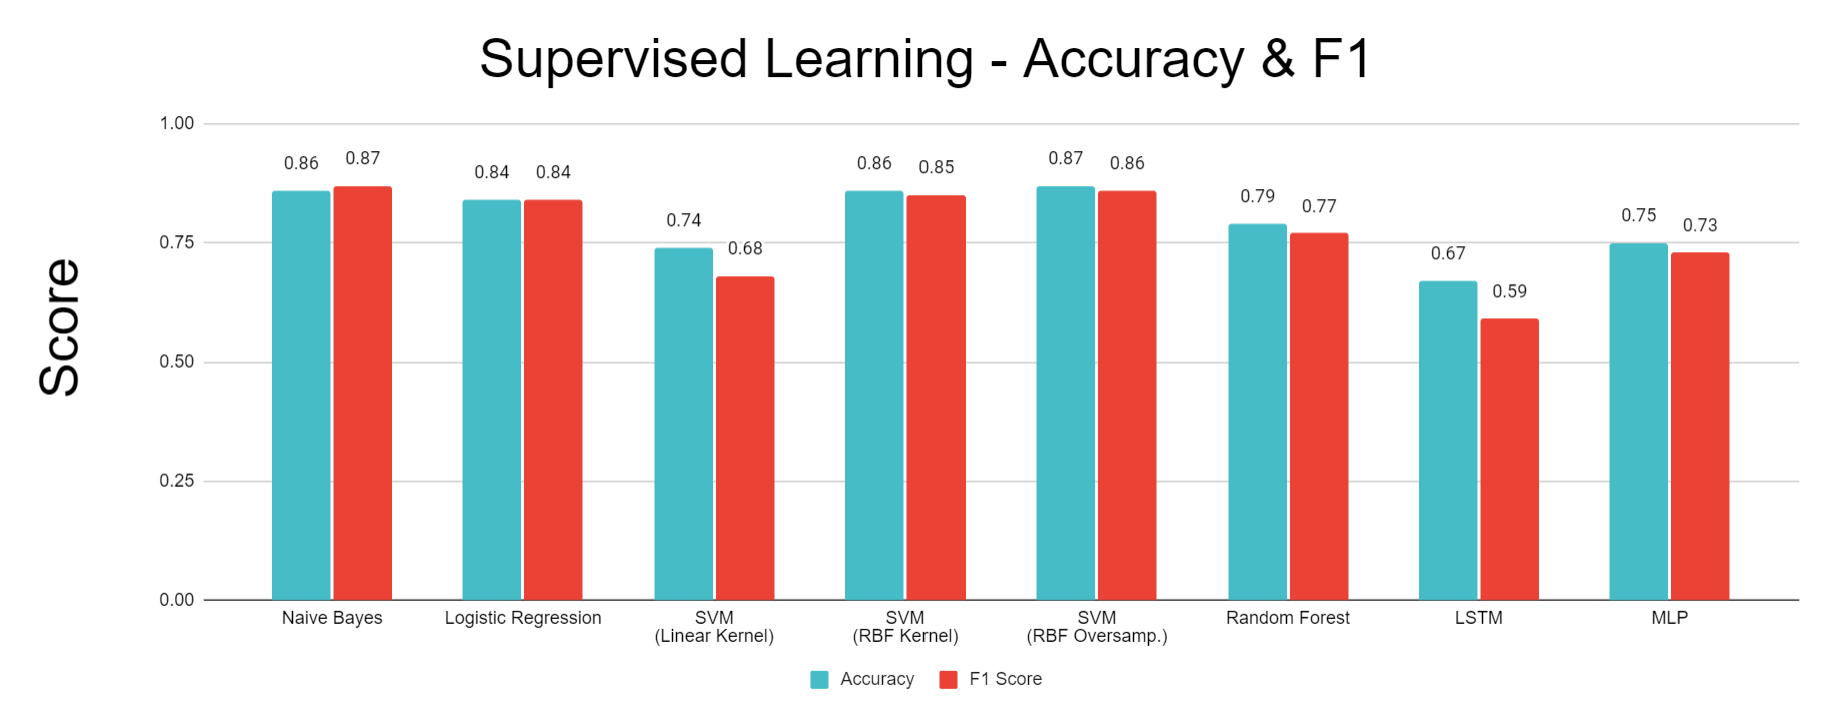 Supervised Learning - Accuracy & F1
Score
1.00
0.75
0.50
0.25
0.00
0.86 0.87 0.84 0.84 0.74 0.68 0.86 0.85 0.87 0.86 0.79 0.77 0.67 0.59 0.75 0.73
Naive Bayes
Logistic Regression
SVM
(Linear Kernel)
SVM
(RBF Kernel)
SVM
(RBF Oversamp.)
Random Forest
LSTM
MLP
Accuracy F1 Score